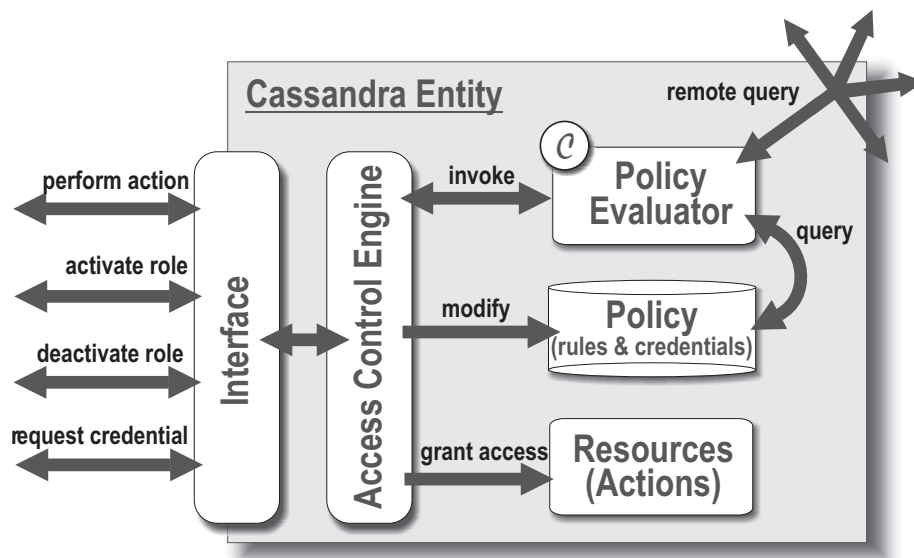 Cassandra Entity
remote query
C
perform action
invoke
Policy
Evaluator
query
activate role
Interface
Access Control Engine
modify
Policy
(rules & credentials)
deactivate role
request credential
grant access
Resources
(Actions)